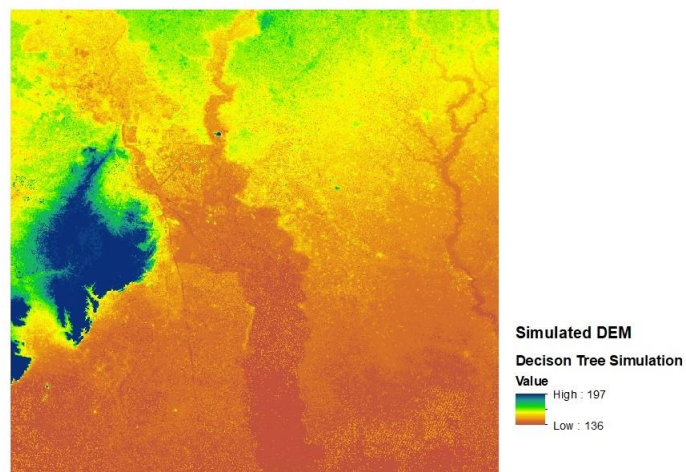 Simulated DEM
Decison Tree Simulation
Value
High : 197
Low : 136